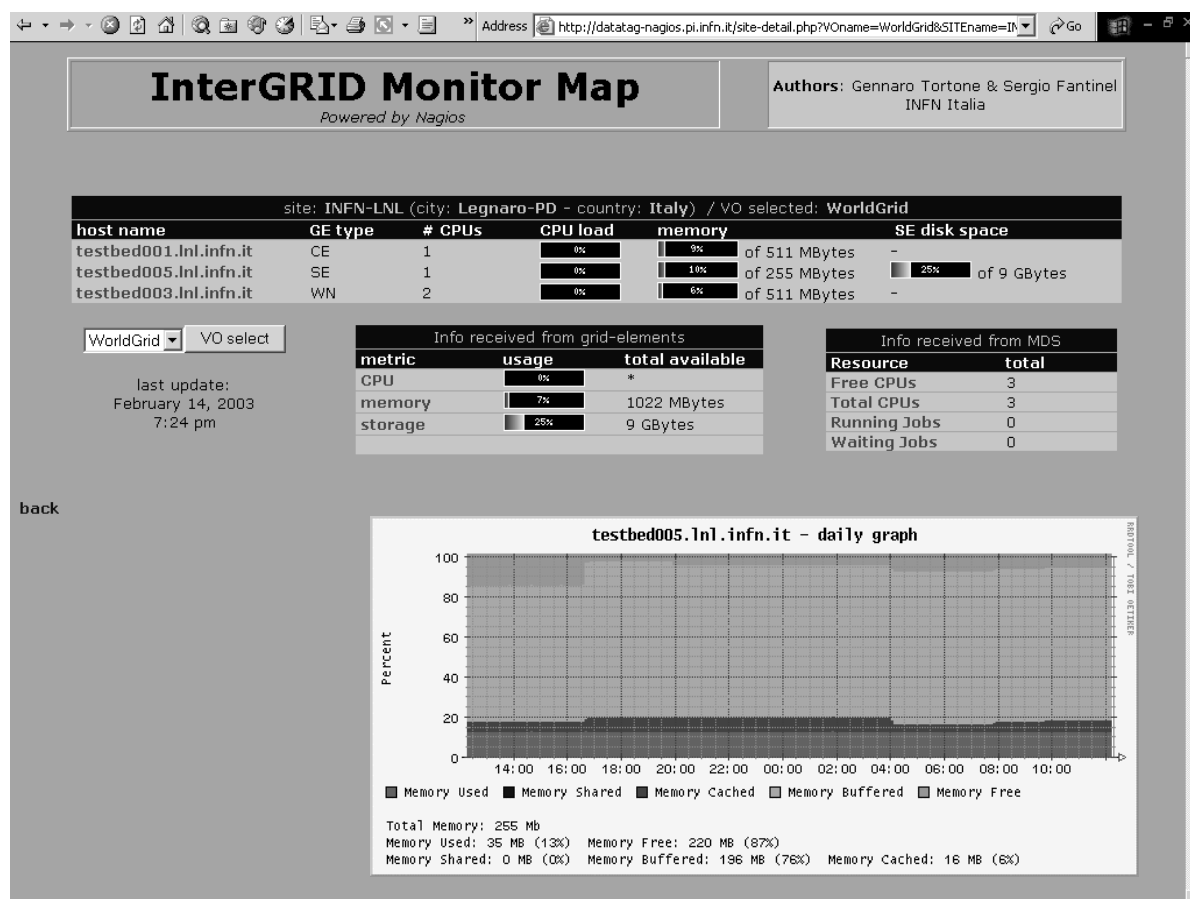 » Address http://datatag-nagios.pi.infn.it/site-detail.php?VOname=WorldGrid&SITEname=IN Go
InterGRID Monitor Map
Powered by Nagios
Authors: Gennaro Tortone & Sergio Fantinel
INFN Italia
site: INFN-LNL (city: Legnaro-PD - country: Italy) / VO selected: WorldGrid
host name GE type # CPUs CPU load memory SE disk space
testbed001.lnl.infn.it CE 1 0% 9% of 511 MBytes -
testbed005.lnl.infn.it SE 1 0% 10% of 255 MBytes 25% of 9 GBytes
testbed003.lnl.infn.it WN 2 0% 6% of 511 MBytes -
WorldGrid VO select
last update:
February 14, 2003
7:24 pm
Info received from grid-elements
metric usage total available
CPU 0% *
memory 7% 1022 MBytes
storage 25% 9 GBytes
Info received from MDS
Resource total
Free CPUs 3
Total CPUs 3
Running Jobs 0
Waiting Jobs 0
back
testbed005.lnl.infn.it - daily graph
RRDTOOL / TOBI OETIKER
Percent
100
80
60
40
20
0
14:00 16:00 18:00 20:00 22:00 00:00 02:00 04:00 06:00 08:00 10:00
Memory Used Memory Shared Memory Cached Memory Buffered Memory Free
Total Memory: 255 Mb
Memory Used: 35 MB (13%) Memory Free: 220 MB (87%)
Memory Shared: 0 MB (0%) Memory Buffered: 196 MB (76%) Memory Cached: 16 MB (6%)